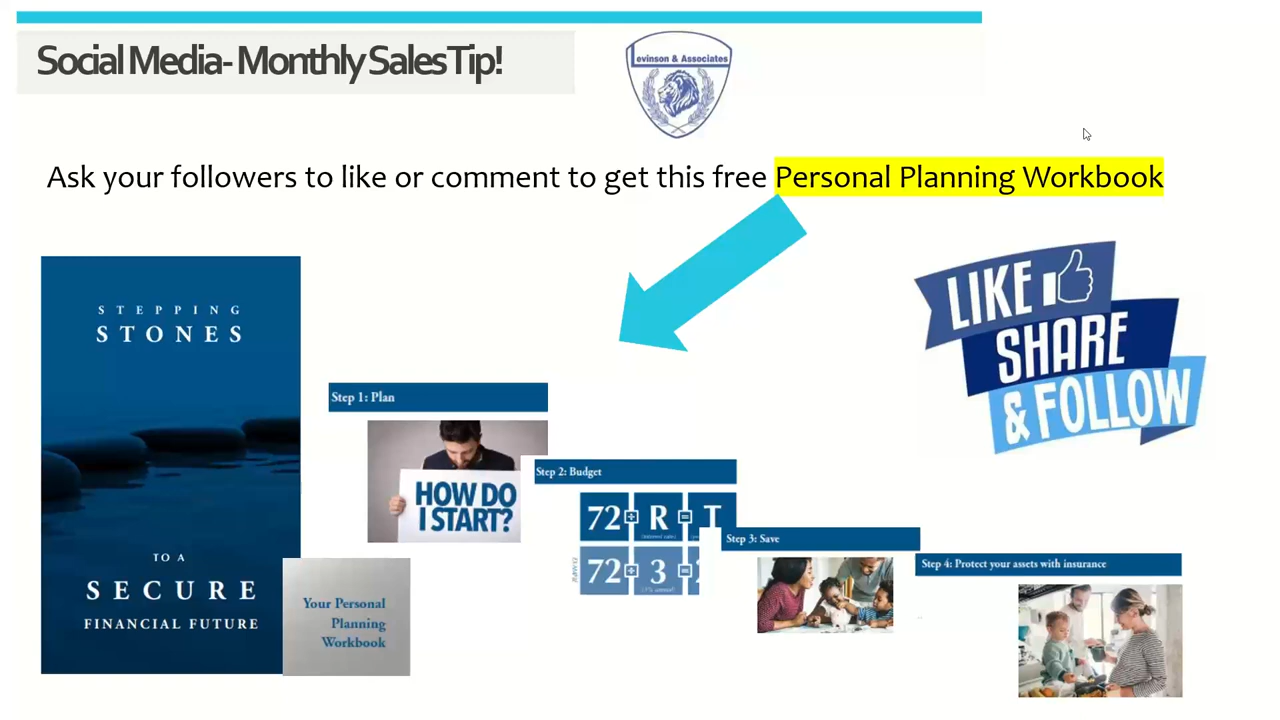 Social Media- Monthly Sales Tip!
Levinson & Associates
Ask your followers to like or comment to get this free Personal Planning Workbook
LIKE
SHARE
& FOLLOW
STEPPING
STONES
TO A
SECURE
FINANCIAL FUTURE
Your Personal
Planning
Workbook
Step 1: Plan
HOW DO
I START?
Step 2: Budget
72 ÷ R = T
72 ÷ 3 = 2
Step 3: Save
Step 4: Protect your assets with insurance